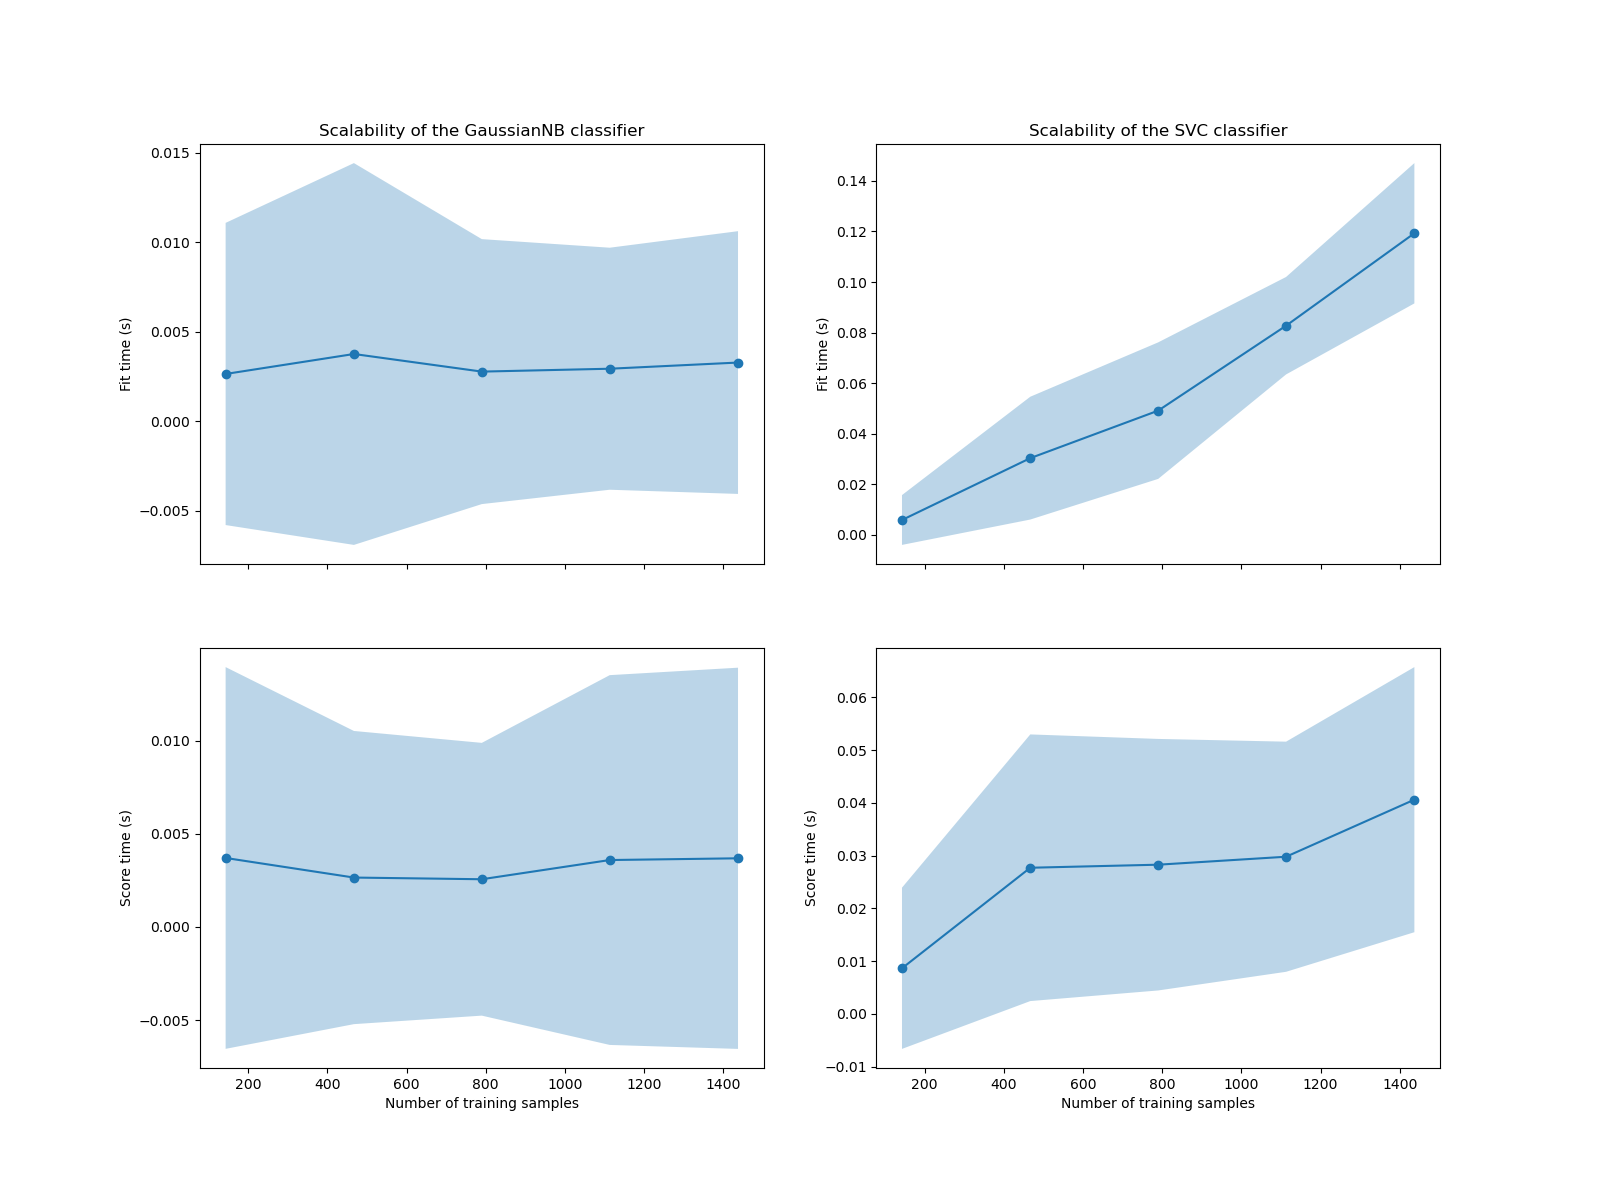 Scalability of the GaussianNB classifier
Fit time (s)
0.015
0.010
0.005
0.000
−0.005
Scalability of the SVC classifier
Fit time (s)
0.14
0.12
0.10
0.08
0.06
0.04
0.02
0.00
Score time (s)
0.010
0.005
0.000
−0.005
200 400 600 800 1000 1200 1400
Number of training samples
Score time (s)
0.06
0.05
0.04
0.03
0.02
0.01
0.00
−0.01
200 400 600 800 1000 1200 1400
Number of training samples